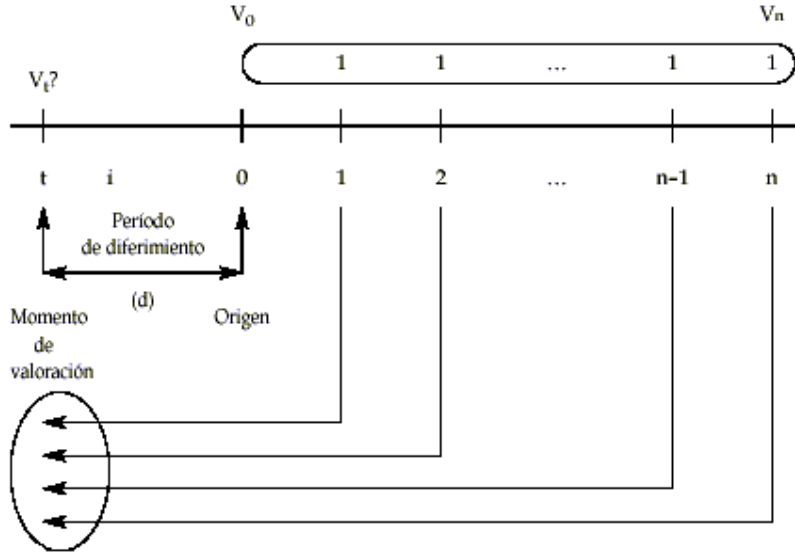 V₀ Vₙ
1 1 ... 1 1
Vₜ?
t i 0 1 2 ... n-1 n
Período
de diferimiento
(d)
Momento
de
valoración
Origen